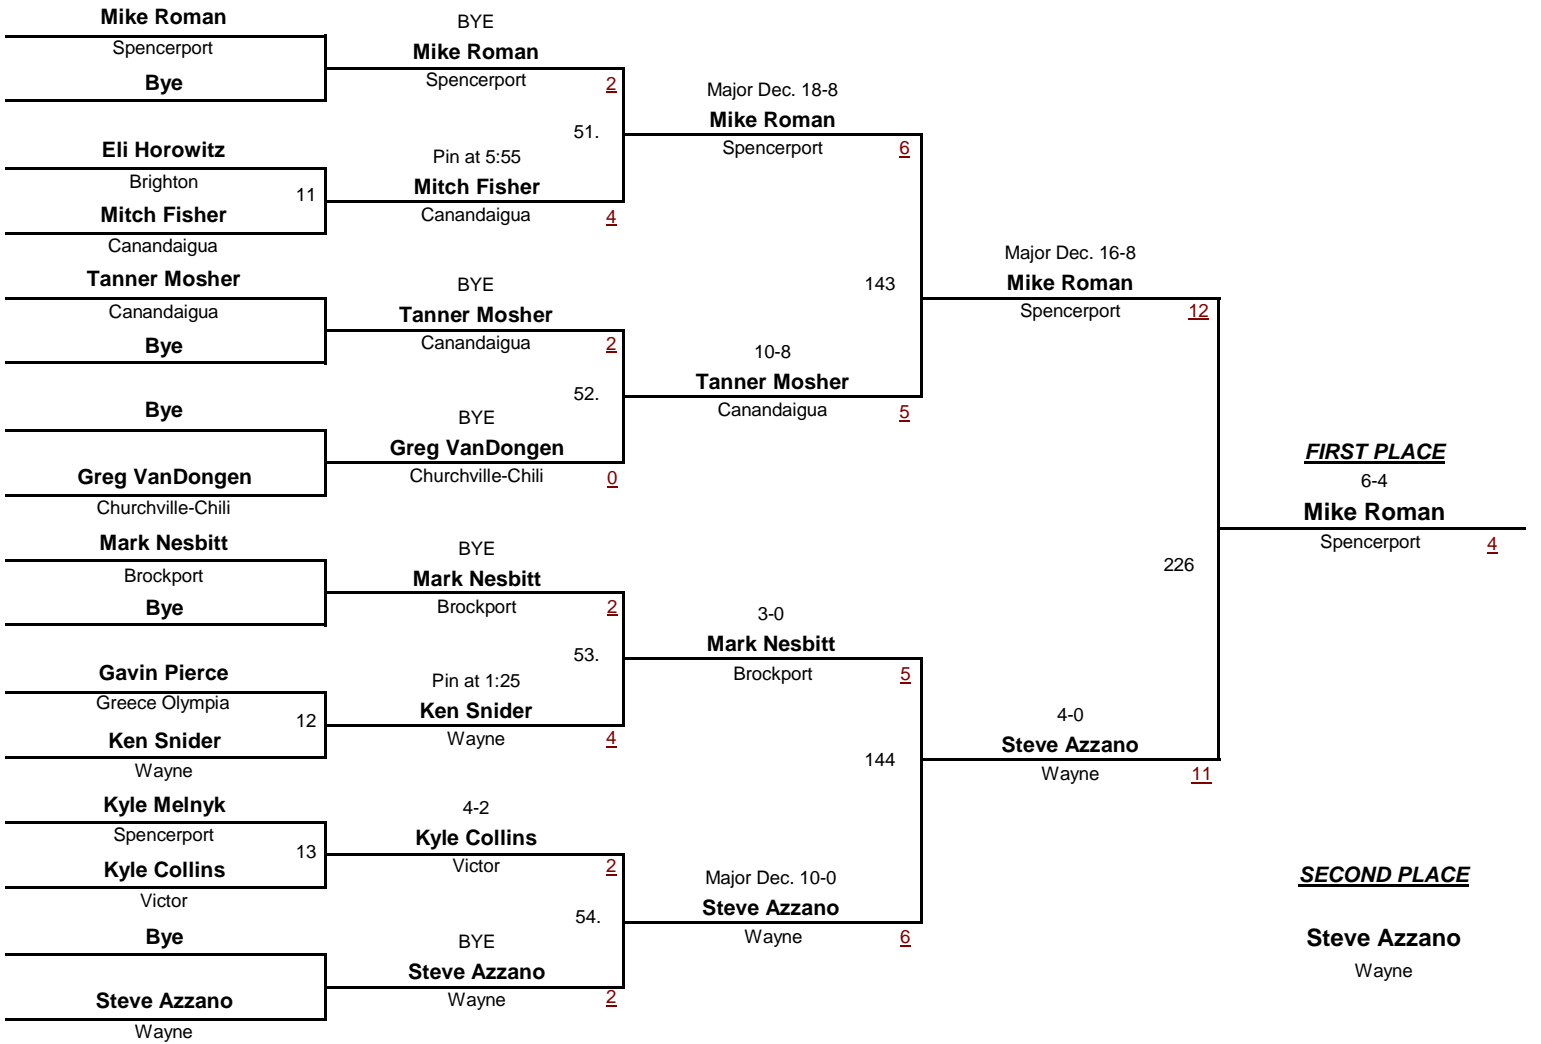 Mike Roman
Spencerport
Bye
Eli Horowitz
Brighton
11
Mitch Fisher
Canandaigua
Tanner Mosher
Canandaigua
Bye
Bye
Greg VanDongen
Churchville-Chili
Mark Nesbitt
Brockport
Bye
Gavin Pierce
Greece Olympia
12
Ken Snider
Wayne
Kyle Melnyk
Spencerport
13
Kyle Collins
Victor
Bye
Steve Azzano
Wayne
BYE
Mike Roman
Spencerport
2
51.
Pin at 5:55
Mitch Fisher
Canandaigua
4
BYE
Tanner Mosher
Canandaigua
2
52.
BYE
Greg VanDongen
Churchville-Chili
0
BYE
Mark Nesbitt
Brockport
2
53.
Pin at 1:25
Ken Snider
Wayne
4
4-2
Kyle Collins
Victor
2
54.
BYE
Steve Azzano
Wayne
2
Major Dec. 18-8
Mike Roman
Spencerport
6
143
10-8
Tanner Mosher
Canandaigua
5
3-0
Mark Nesbitt
Brockport
5
144
Major Dec. 10-0
Steve Azzano
Wayne
6
Major Dec. 16-8
Mike Roman
Spencerport
12
226
4-0
Steve Azzano
Wayne
11
FIRST PLACE
6-4
Mike Roman
Spencerport
4
SECOND PLACE
Steve Azzano
Wayne